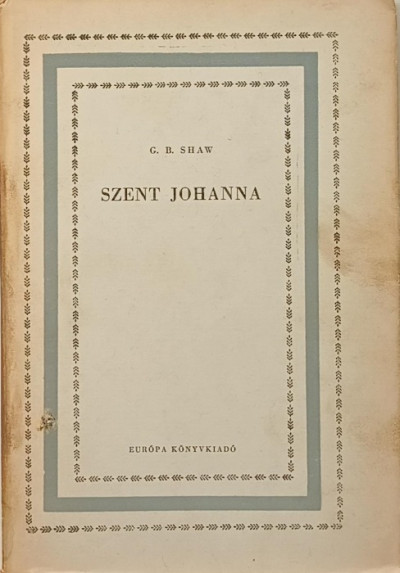 G. B. SHAW
SZENT JOHANNA
EURÓPA KÖNYVKIADÓ